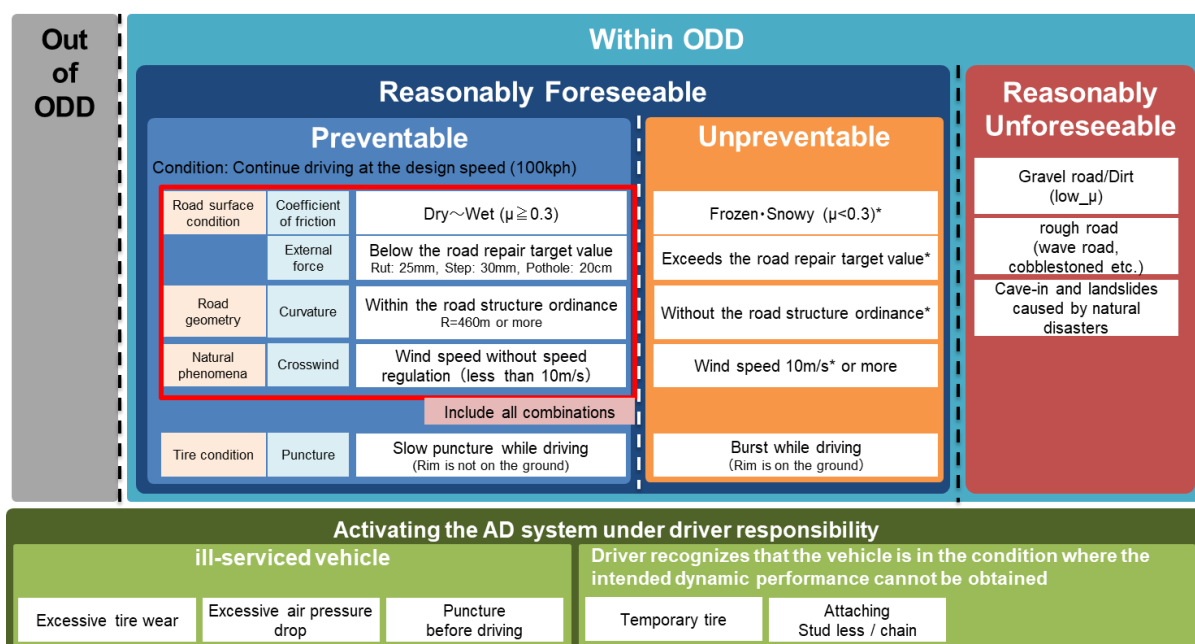 Out
of
ODD
Within ODD
Reasonably Foreseeable
Preventable
Condition: Continue driving at the design speed (100kph)
Road surface
condition
Coefficient
of friction
Dry～Wet (μ≧0.3)
External
force
Below the road repair target value
Rut: 25mm, Step: 30mm, Pothole: 20cm
Road
geometry
Curvature
Within the road structure ordinance
R=460m or more
Natural
phenomena
Crosswind
Wind speed without speed
regulation（less than 10m/s）
Include all combinations
Tire condition
Puncture
Slow puncture while driving
(Rim is not on the ground)
Unpreventable
Frozen・Snowy (μ<0.3)*
Exceeds the road repair target value*
Without the road structure ordinance*
Wind speed 10m/s* or more
Burst while driving
(Rim is on the ground)
Reasonably
Unforeseeable
Gravel road/Dirt
(low_μ)
rough road
(wave road,
cobblestoned etc.)
Cave-in and landslides
caused by natural
disasters
Activating the AD system under driver responsibility
ill-serviced vehicle
Excessive tire wear
Excessive air pressure
drop
Puncture
before driving
Driver recognizes that the vehicle is in the condition where the
intended dynamic performance cannot be obtained
Temporary tire
Attaching
Stud less / chain